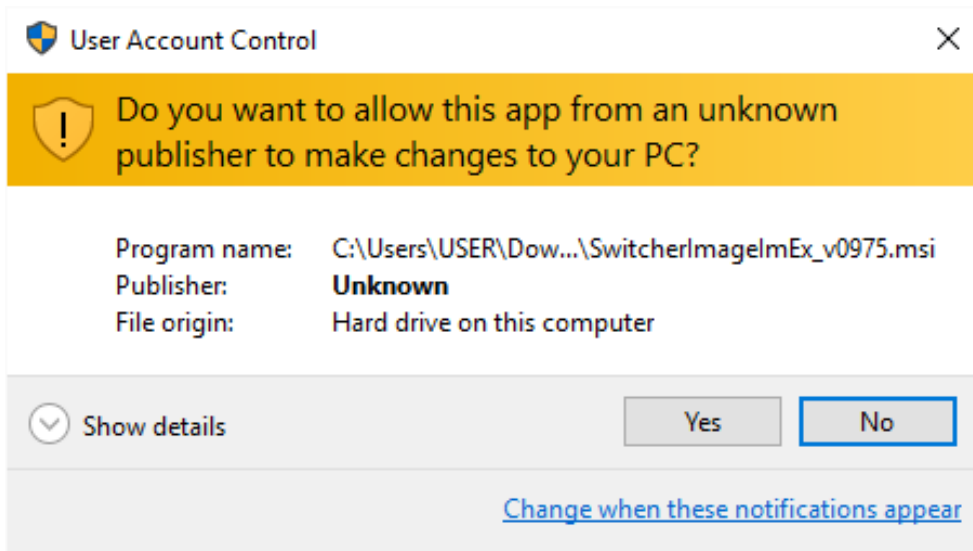 User Account Control
Do you want to allow this app from an unknown
publisher to make changes to your PC?
Program name: C:\Users\USER\Dow...\SwitcherImageImEx_v0975.msi
Publisher: Unknown
File origin: Hard drive on this computer
Show details Yes No
Change when these notifications appear